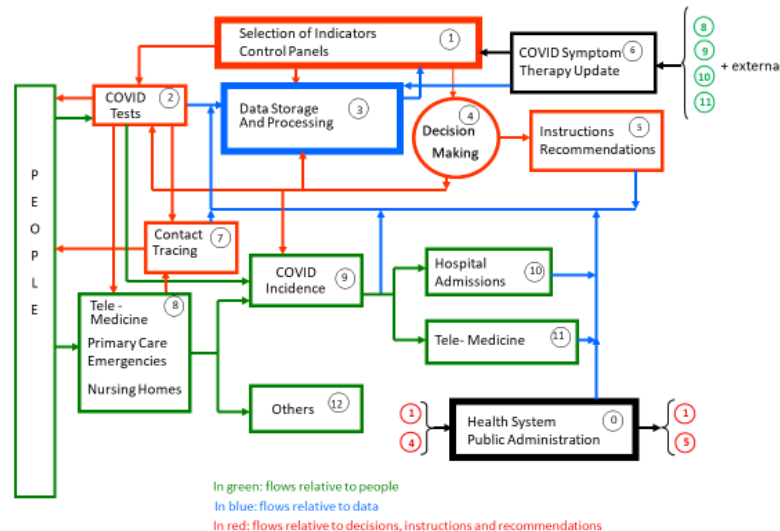 Selection of Indicators
Control Panels
1
COVID Symptom
Therapy Update
6
8
9
10
11
+ externa
COVID
Tests
2
Data Storage
And Processing
3
4
Decision
Making
Instructions
Recommendations
5
P
E
O
P
L
E
Contact
Tracing
7
COVID
Incidence
9
Hospital
Admissions
10
Tele -
Medicine
Primary Care
Emergencies
Nursing Homes
8
Tele- Medicine
11
Others
12
1
4
Health System
Public Administration
0
1
5
In green: flows relative to people
In blue: flows relative to data
In red: flows relative to decisions, instructions and recommendations